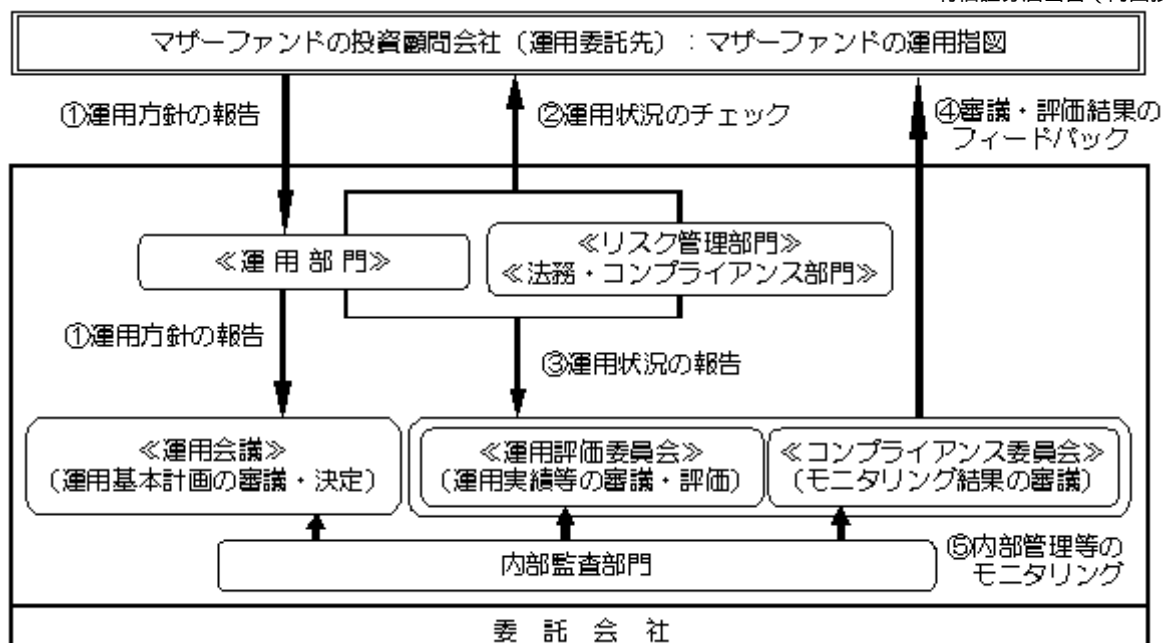 マザーファンドの投資顧問会社(運用委託先):マザーファンドの運用指図
①運用方針の報告
②運用状況のチェック
④審議・評価結果の
フィードバック
≪運用部門≫
≪リスク管理部門≫
≪法務・コンプライアンス部門≫
①運用方針の報告
③運用状況の報告
≪運用会議≫
(運用基本計画の審議・決定)
≪運用評価委員会≫
(運用実績等の審議・評価)
≪コンプライアンス委員会≫
(モニタリング結果の審議)
内部監査部門
⑤内部管理等の
モニタリング
委託会社